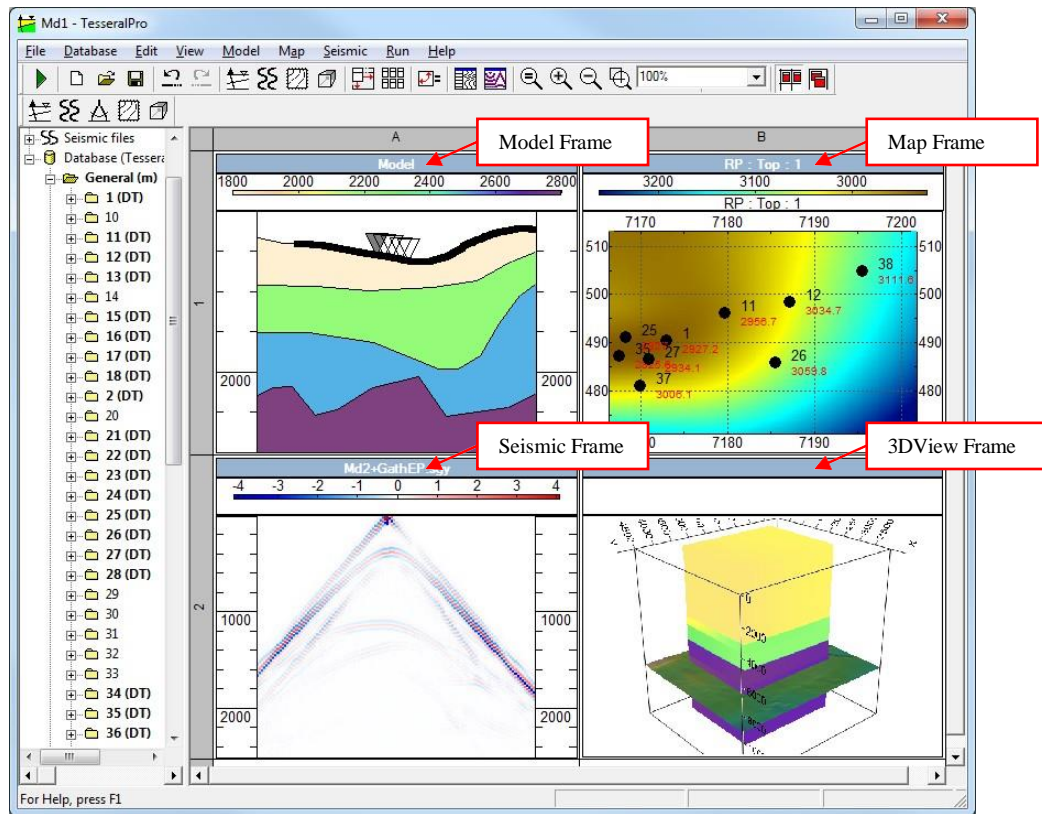 Md1 - TesseralPro
File Database Edit View Model Map Seismic Run Help
100%
Seismic files
Database (Tessera
General (m)
1 (DT)
10
11 (DT)
12 (DT)
13 (DT)
14
15 (DT)
16 (DT)
17 (DT)
18 (DT)
2 (DT)
20
21 (DT)
22 (DT)
23 (DT)
24 (DT)
25 (DT)
26 (DT)
27 (DT)
28 (DT)
29
30
31
32
33
34 (DT)
35 (DT)
36 (DT)
A
B
1
2
Model Frame
Model
1800 2000 2200 2400 2600 2800
2000 2000
Map Frame
RP : Top : 1
3200 3100 3000
RP : Top : 1
7170 7180 7190 7200
510 510
500 500
490 490
480 480
38
3111.6
12
3034.7
11
2956.7
25
1
2927.2
35
27
2934.1
26
3059.8
37
3006.1
7180 7190
Seismic Frame
-4 -3 -2 -1 0 1 2 3 4
1000 1000
2000 2000
3DView Frame
For Help, press F1